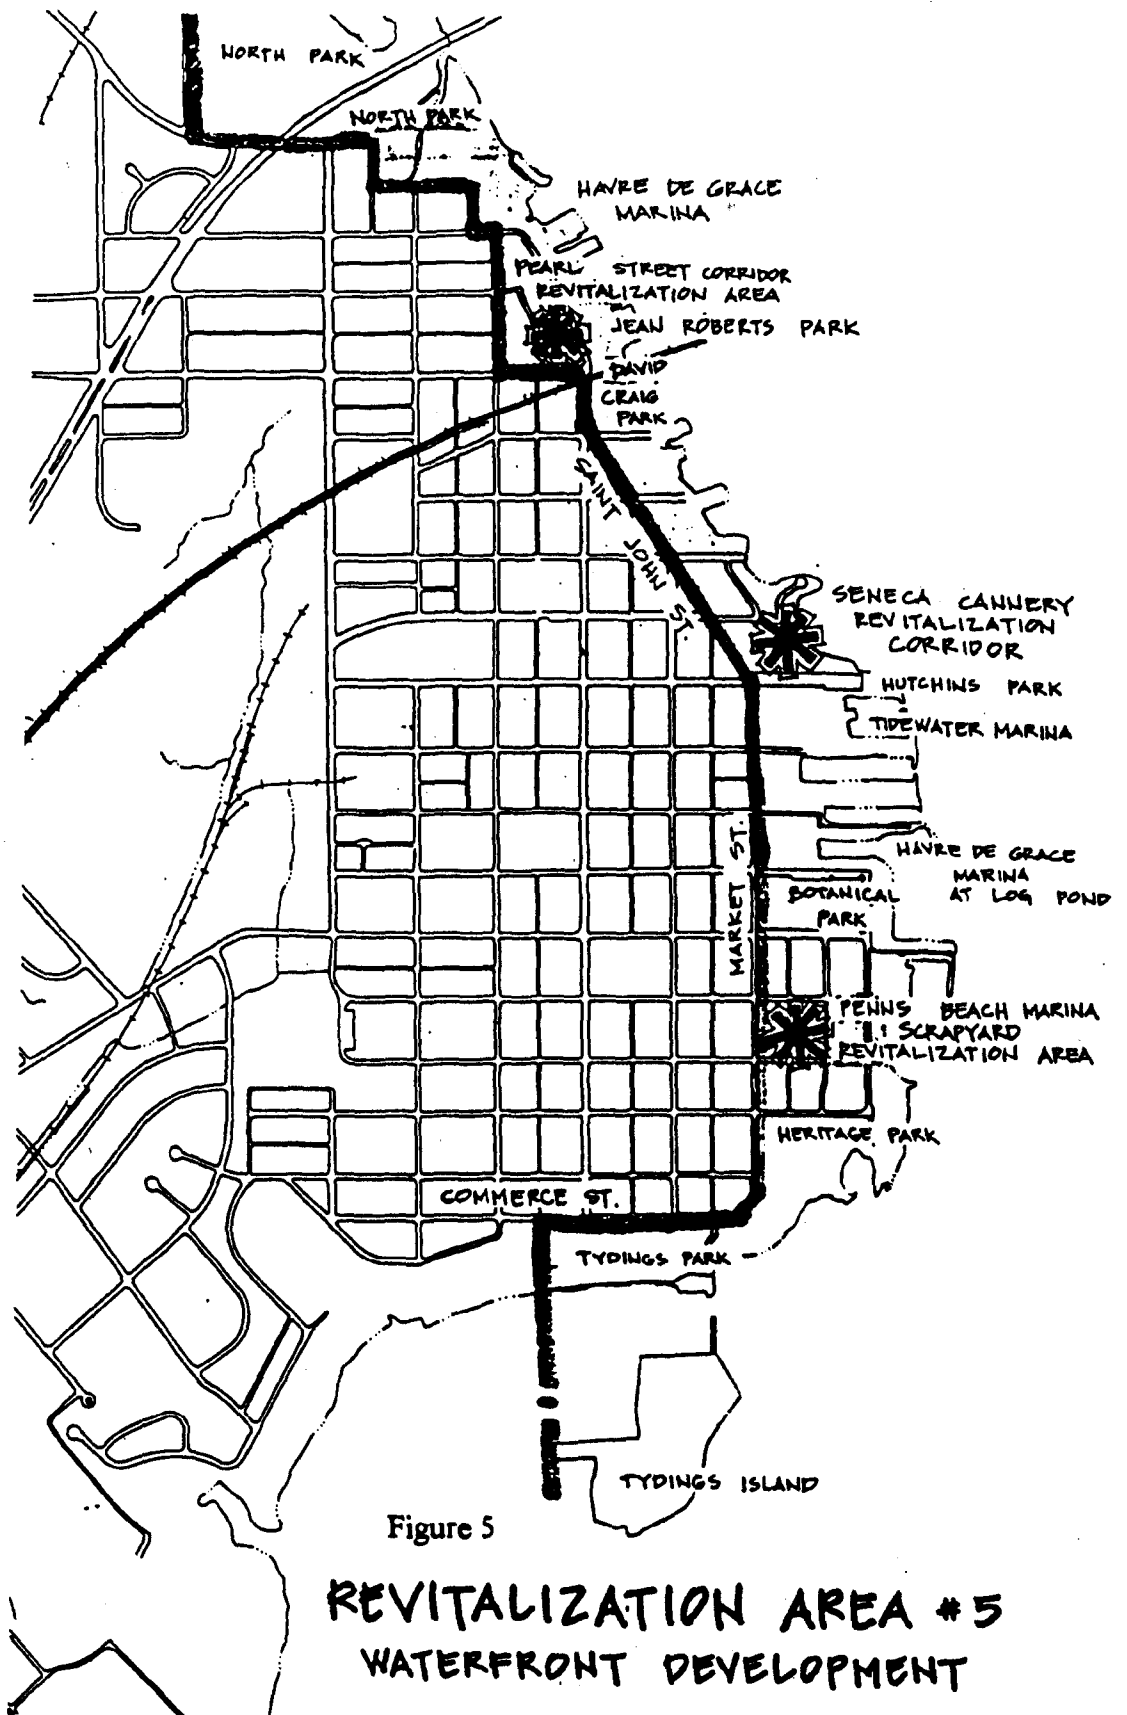 NORTH PARK
NORTH PARK
HAVRE DE GRACE
MARINA
PEARL STREET CORRIDOR
REVITALIZATION AREA
JEAN ROBERTS PARK
DAVID
CRAIG
PARK
SAINT JOHN ST.
SENECA CANNERY
REVITALIZATION
CORRIDOR
HUTCHINS PARK
TIDEWATER MARINA
MARKET ST.
HAVRE DE GRACE
MARINA
AT LOG POND
BOTANICAL
PARK
PENNS BEACH MARINA
& SCRAPYARD
REVITALIZATION AREA
HERITAGE PARK
COMMERCE ST.
TYDINGS PARK
TYDINGS ISLAND
Figure 5
REVITALIZATION AREA #5
WATERFRONT DEVELOPMENT